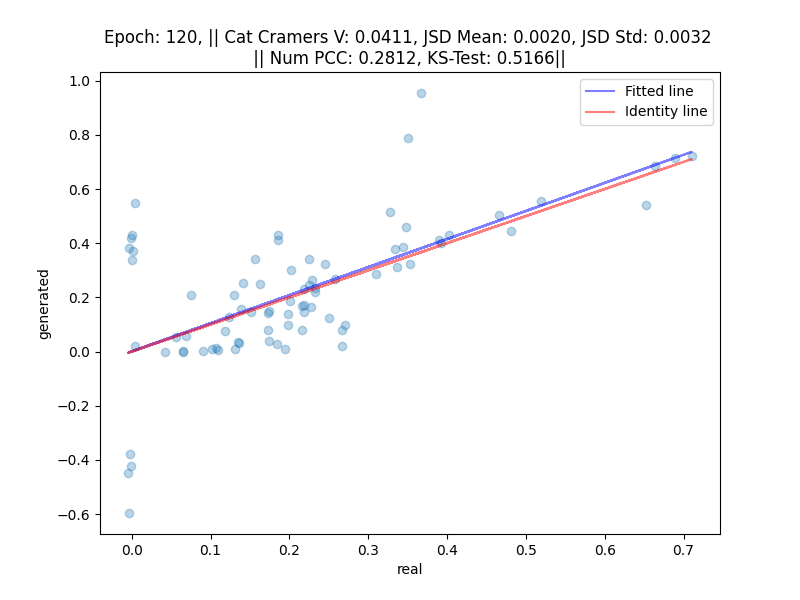 Epoch: 120, || Cat Cramers V: 0.0411, JSD Mean: 0.0020, JSD Std: 0.0032
|| Num PCC: 0.2812, KS-Test: 0.5166||
Fitted line
Identity line
1.0
0.8
0.6
0.4
0.2
0.0
−0.2
−0.4
−0.6
generated
0.0 0.1 0.2 0.3 0.4 0.5 0.6 0.7
real